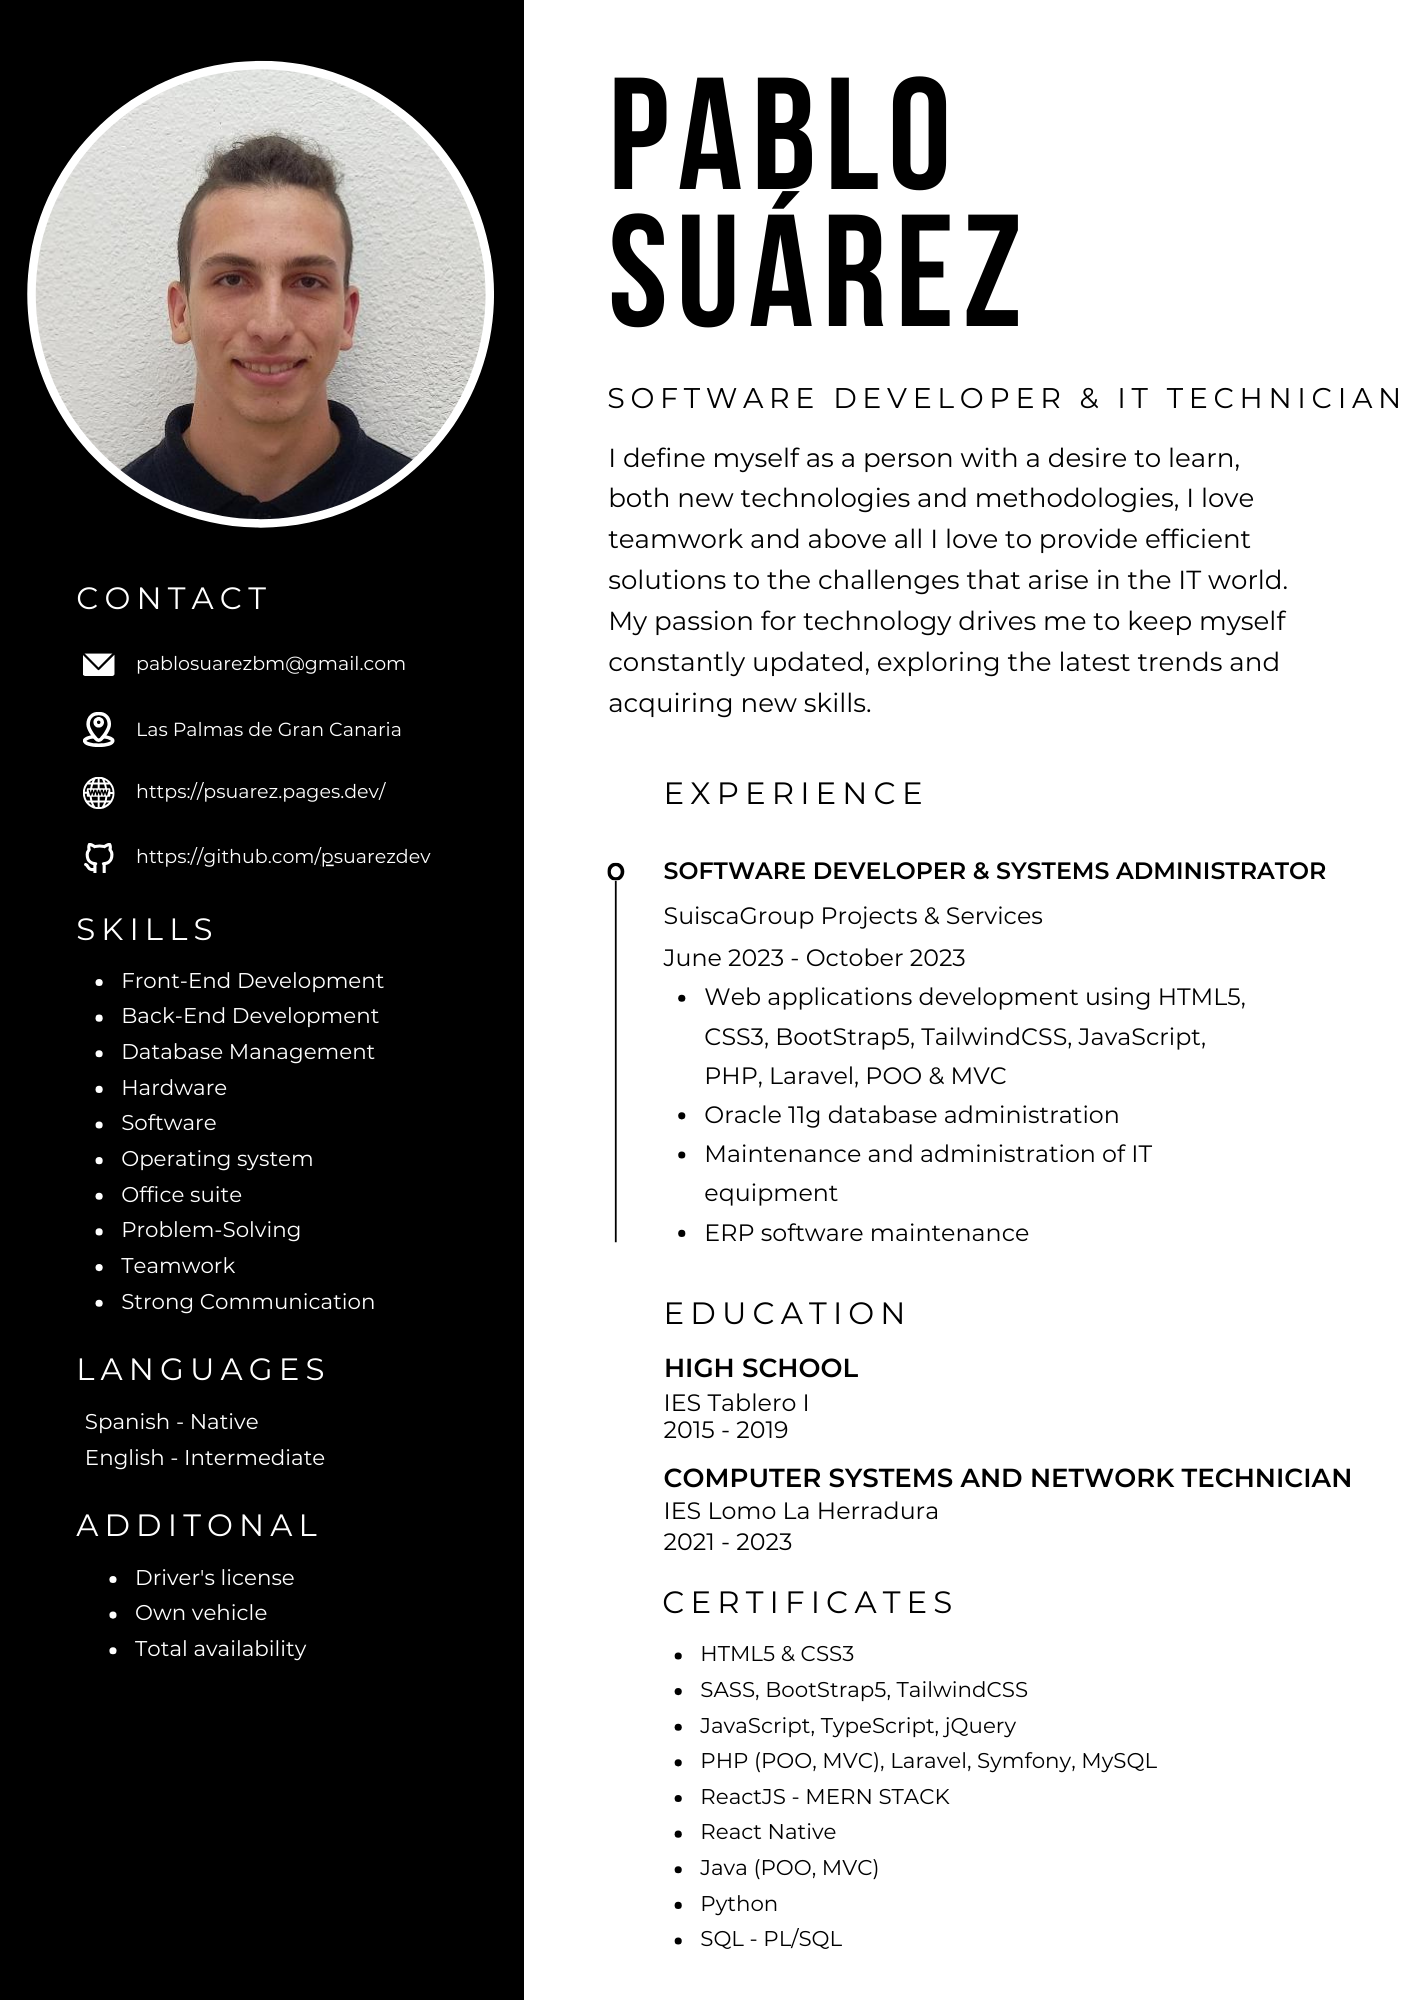 PABLO
SUÁREZ
SOFTWARE DEVELOPER & IT TECHNICIAN
I define myself as a person with a desire to learn,
both new technologies and methodologies, I love
teamwork and above all I love to provide efficient
solutions to the challenges that arise in the IT world.
My passion for technology drives me to keep myself
constantly updated, exploring the latest trends and
acquiring new skills.
CONTACT
pablosuarezbm@gmail.com
Las Palmas de Gran Canaria
https://psuarez.pages.dev/
https://github.com/psuarezdev
SKILLS
• Front-End Development
• Back-End Development
• Database Management
• Hardware
• Software
• Operating system
• Office suite
• Problem-Solving
• Teamwork
• Strong Communication
LANGUAGES
Spanish - Native
English - Intermediate
ADDITONAL
• Driver's license
• Own vehicle
• Total availability
EXPERIENCE
SOFTWARE DEVELOPER & SYSTEMS ADMINISTRATOR
SuiscaGroup Projects & Services
June 2023 - October 2023
• Web applications development using HTML5,
CSS3, BootStrap5, TailwindCSS, JavaScript,
PHP, Laravel, POO & MVC
• Oracle 11g database administration
• Maintenance and administration of IT
equipment
• ERP software maintenance
EDUCATION
HIGH SCHOOL
IES Tablero I
2015 - 2019
COMPUTER SYSTEMS AND NETWORK TECHNICIAN
IES Lomo La Herradura
2021 - 2023
CERTIFICATES
• HTML5 & CSS3
• SASS, BootStrap5, TailwindCSS
• JavaScript, TypeScript, jQuery
• PHP (POO, MVC), Laravel, Symfony, MySQL
• ReactJS - MERN STACK
• React Native
• Java (POO, MVC)
• Python
• SQL - PL/SQL